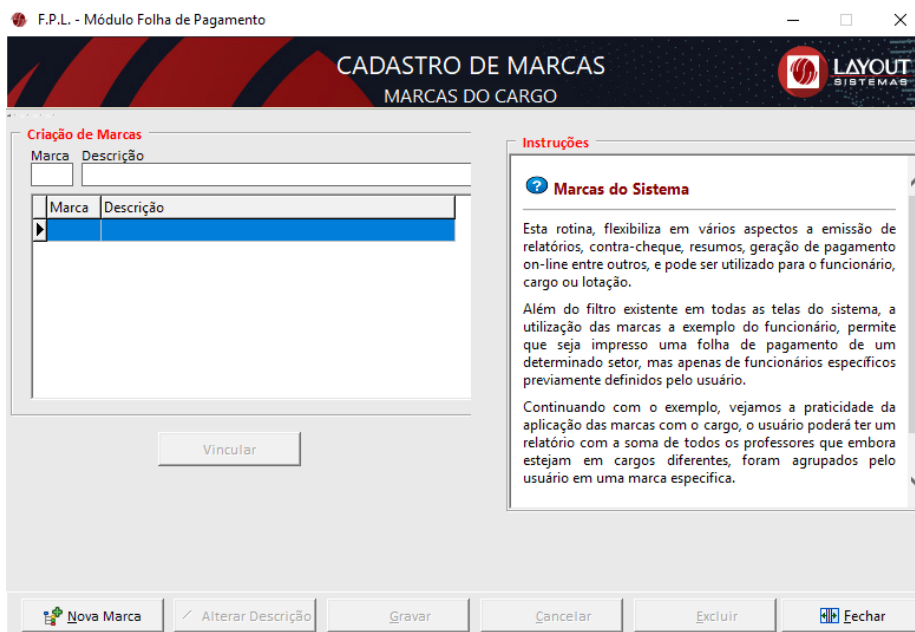 F.P.L. - Módulo Folha de Pagamento
CADASTRO DE MARCAS
MARCAS DO CARGO
LAYOUT
SISTEMAS
Criação de Marcas
Marca Descrição
Marca Descrição
Vincular
Instruções
Marcas do Sistema
Esta rotina, flexibiliza em vários aspectos a emissão de
relatórios, contra-cheque, resumos, geração de pagamento
on-line entre outros, e pode ser utilizado para o funcionário,
cargo ou lotação.
Além do filtro existente em todas as telas do sistema, a
utilização das marcas a exemplo do funcionário, permite
que seja impresso uma folha de pagamento de um
determinado setor, mas apenas de funcionários específicos
previamente definidos pelo usuário.
Continuando com o exemplo, vejamos a praticidade da
aplicação das marcas com o cargo, o usuário poderá ter um
relatório com a soma de todos os professores que embora
estejam em cargos diferentes, foram agrupados pelo
usuário em uma marca especifica.
Nova Marca Alterar Descrição Gravar Cancelar Excluir Fechar